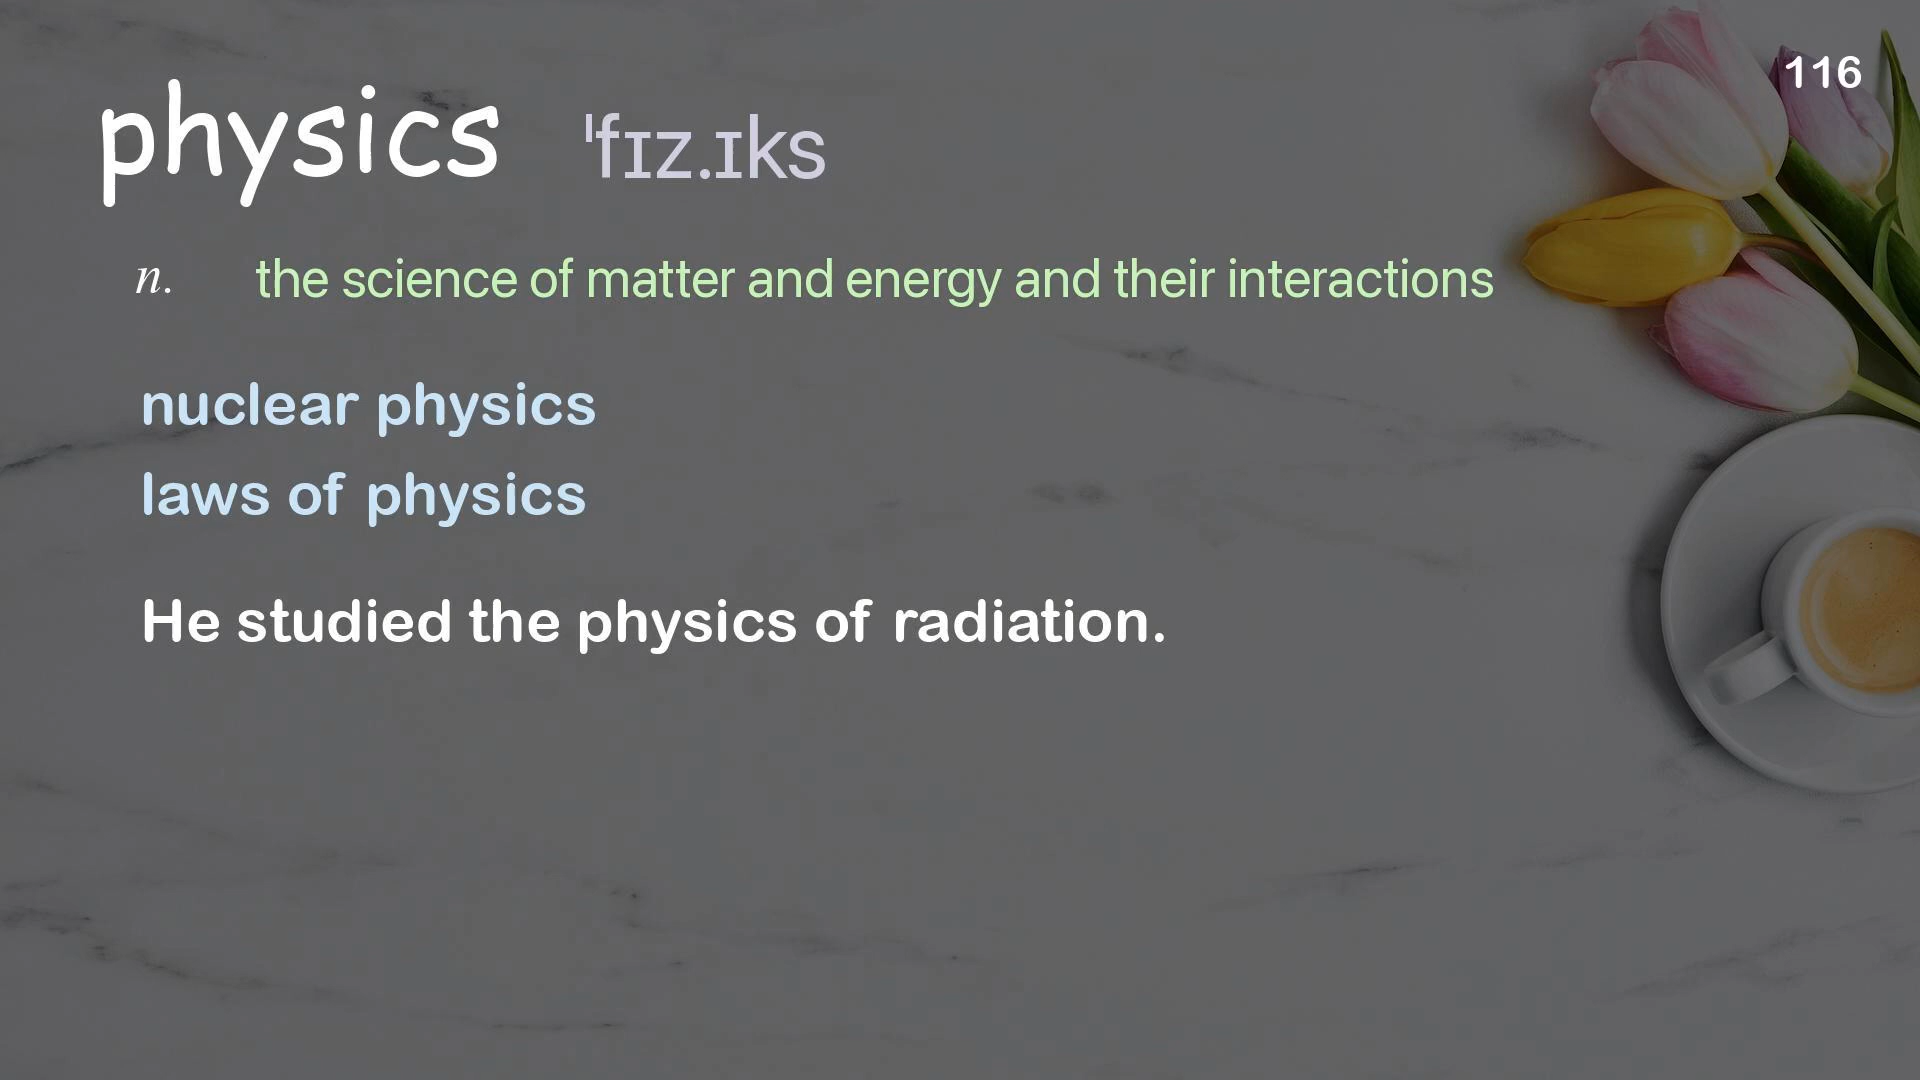 116
physics ˈfɪz.ɪks
n. the science of matter and energy and their interactions
nuclear physics
laws of physics
He studied the physics of radiation.